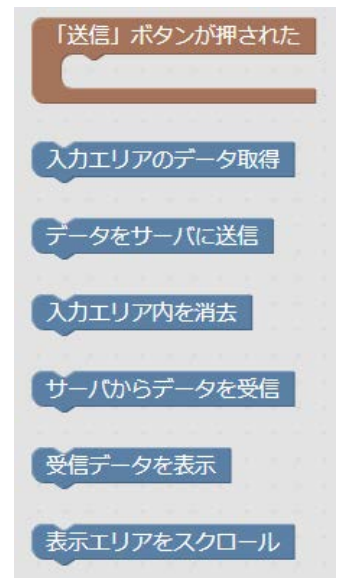 「送信」ボタンが押された
入力エリアのデータ取得
データをサーバに送信
入力エリア内を消去
サーバからデータを受信
受信データを表示
表示エリアをスクロール